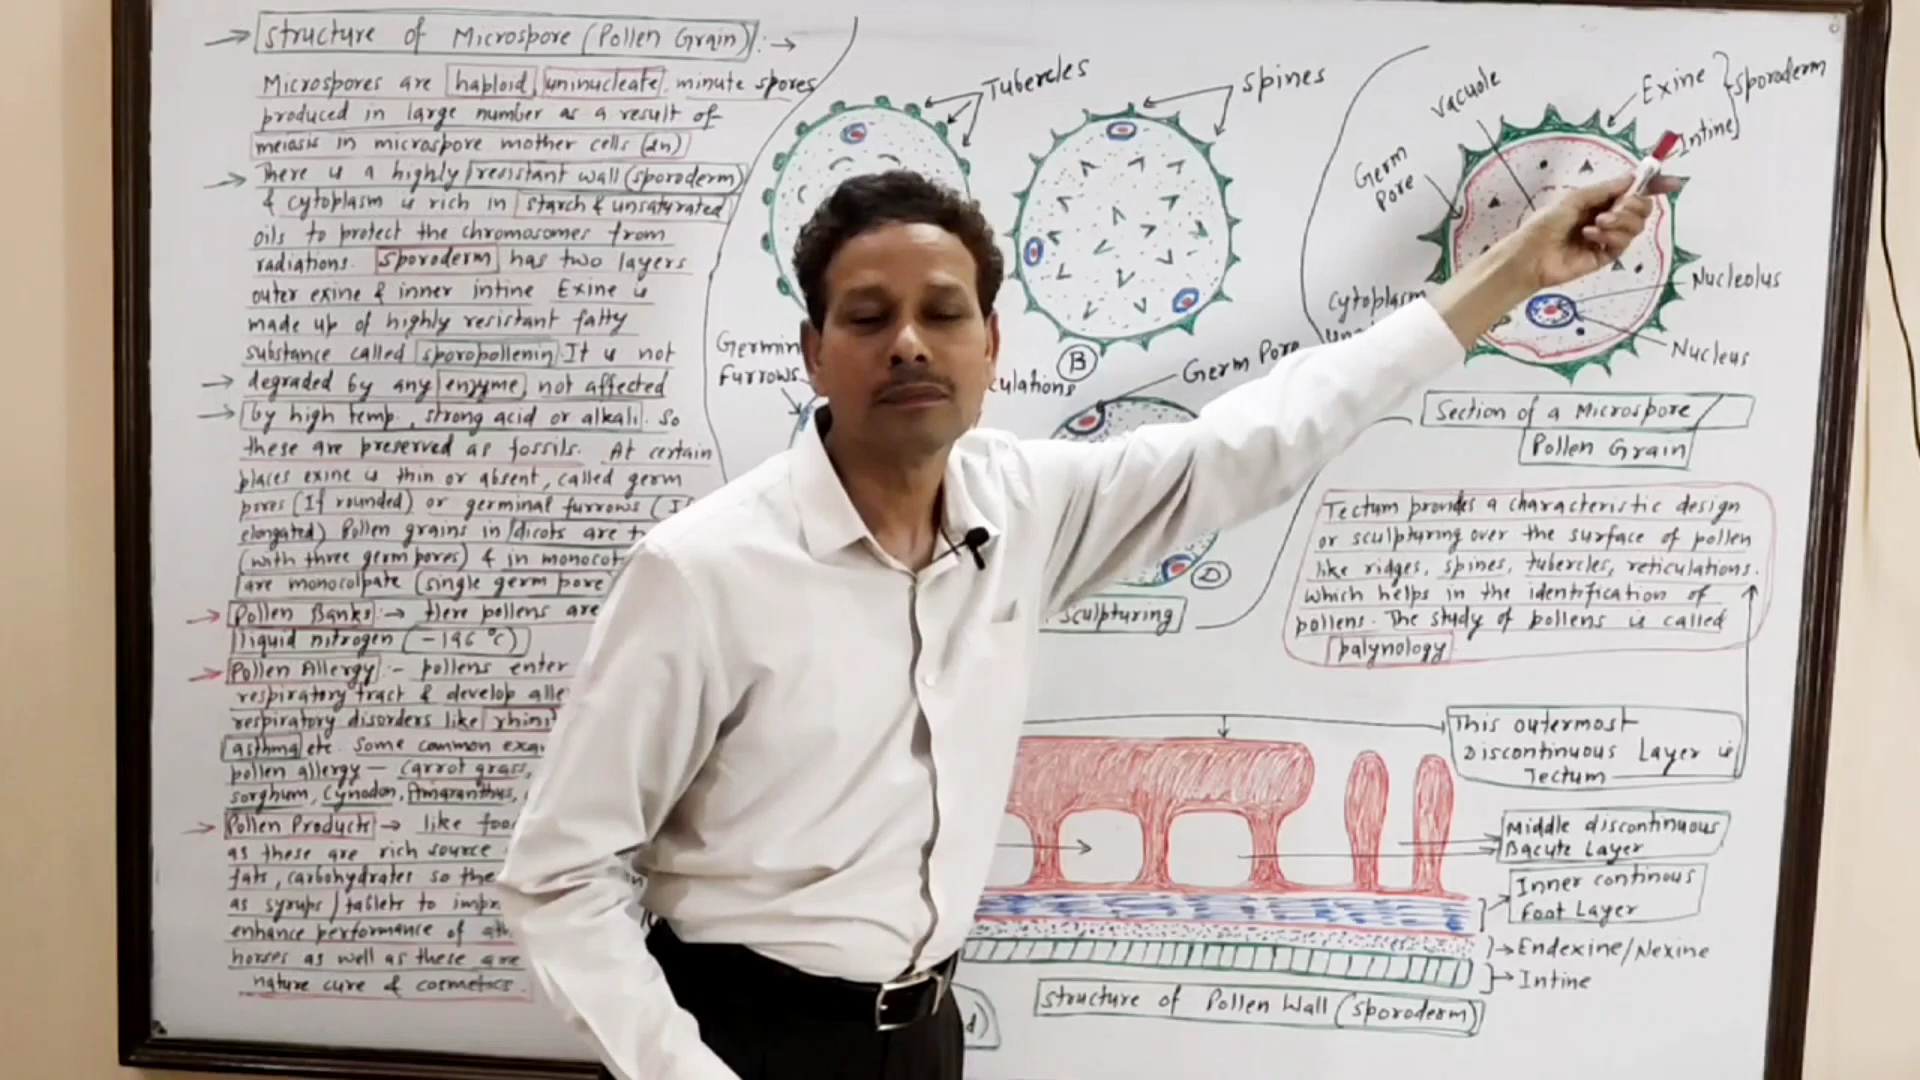 Structure of Microspore (Pollen Grain) :→
Microspores are haploid, uninucleate, minute spores
produced in large number as a result of
meiosis in microspore mother cells (2n)
There is a highly resistant wall (sporoderm)
& cytoplasm is rich in starch & unsaturated
oils to protect the chromosomes from
radiations. Sporoderm has two layers
outer exine & inner intine Exine is
made up of highly resistant fatty
substance called sporopollenin. It is not
degraded by any enzyme, not affected
by high temp., strong acid or alkali. So
these are preserved as fossils. At certain
places exine is thin or absent, called germ
pores (If rounded) or germinal furrows (If
elongated) Pollen grains in dicots are
(with three germ pores) & in monocot
are monocolpate (single germ pore)
Pollen Banks :→ Here pollens are
liquid nitrogen (-196 °C)
Pollen Allergy :- pollens enter
respiratory tract & develop
respiratory disorders like
asthma etc. Some common
pollen allergy — Carrot grass,
sorghum, Cynodon, Amaranthus,
Pollen Products → like
as these are rich source
fats, carbohydrates so
as syrups / tablets to
enhance performance of
horses as well as these are
nature cure & cosmetics.
Tubercles
Spines
B
Furrows
culations
Germ Pore
D
Sculpturing
Vacuole
Exine
Intine
Sporoderm
Germ
Pore
Cytoplasm
Nucleolus
Nucleus
Section of a Microspore /
Pollen Grain
Tectum provides a characteristic design
or sculpturing over the surface of pollen
like ridges, spines, tubercles, reticulations.
which helps in the identification of
pollens. The study of pollens is called
palynology
This outermost
Discontinuous Layer is
Tectum
Middle discontinuous
Bacute Layer
Inner continous
Foot Layer
Endexine/Nexine
Intine
Structure of Pollen Wall (Sporoderm)